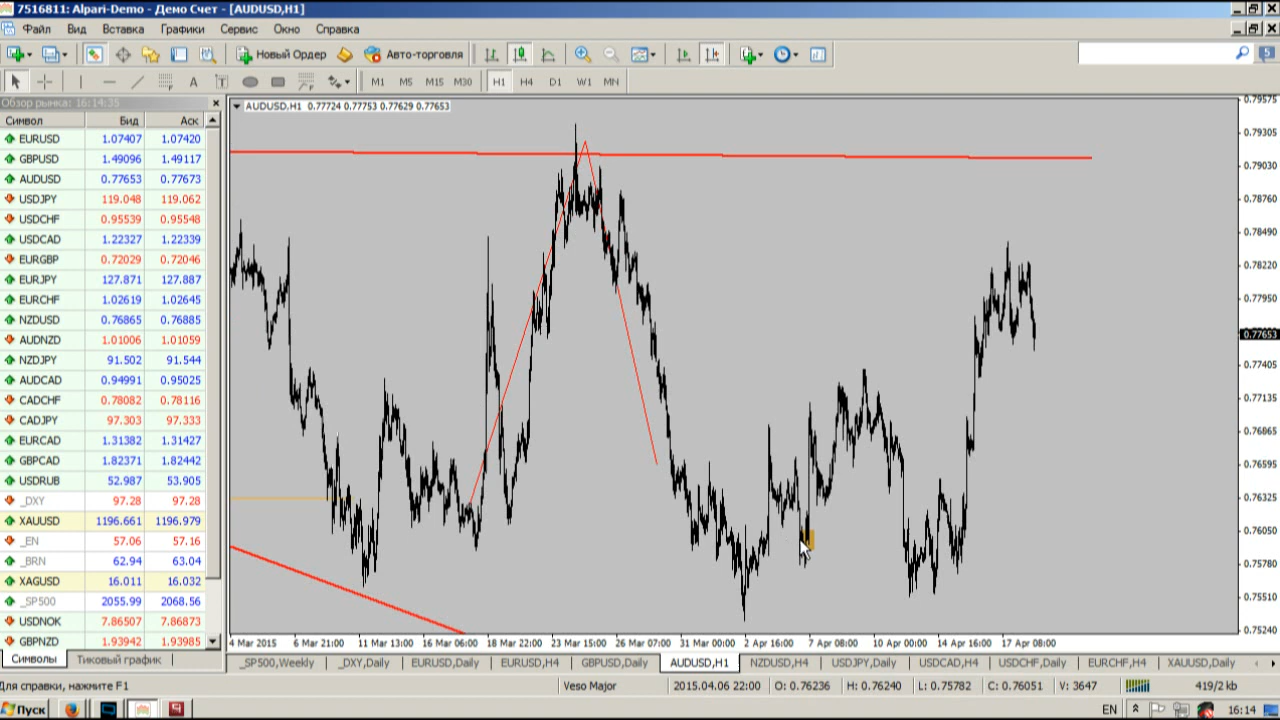 7516811: Alpari-Demo - Демо Счет - [AUDUSD,H1]
Файл Вид Вставка Графики Сервис Окно Справка
Новый Ордер Авто-торговля 5
A T M1 M5 M15 M30 H1 H4 D1 W1 MN
Обзор рынка: 16:14:35
Символ Бид Аск
EURUSD 1.07407 1.07420
GBPUSD 1.49096 1.49117
AUDUSD 0.77653 0.77673
USDJPY 119.048 119.062
USDCHF 0.95539 0.95548
USDCAD 1.22327 1.22339
EURGBP 0.72029 0.72046
EURJPY 127.871 127.887
EURCHF 1.02619 1.02645
NZDUSD 0.76865 0.76885
AUDNZD 1.01006 1.01059
NZDJPY 91.502 91.544
AUDCAD 0.94991 0.95025
CADCHF 0.78082 0.78116
CADJPY 97.303 97.333
EURCAD 1.31382 1.31427
GBPCAD 1.82371 1.82442
USDRUB 52.987 53.905
_DXY 97.28 97.28
XAUUSD 1196.661 1196.979
_EN 57.06 57.16
_BRN 62.94 63.04
XAGUSD 16.011 16.032
_SP500 2055.99 2068.56
USDNOK 7.86507 7.86873
GBPNZD 1.93942 1.93985
Символы Тиковый график
AUDUSD,H1 0.77724 0.77753 0.77629 0.77653
0.79575
0.79305
0.79030
0.78760
0.78490
0.78220
0.77950
0.77653
0.77405
0.77135
0.76865
0.76595
0.76325
0.76050
0.75780
0.75510
0.75240
4 Mar 2015 6 Mar 21:00 11 Mar 13:00 16 Mar 06:00 18 Mar 22:00 23 Mar 15:00 26 Mar 07:00 31 Mar 00:00 2 Apr 16:00 7 Apr 08:00 10 Apr 00:00 14 Apr 16:00 17 Apr 08:00
_SP500,Weekly _DXY,Daily EURUSD,Daily EURUSD,H4 GBPUSD,Daily AUDUSD,H1 NZDUSD,H4 USDJPY,Daily USDCAD,H4 USDCHF,Daily EURCHF,H4 XAUUSD,Daily
Для справки, нажмите F1 Veso Major 2015.04.06 22:00 O: 0.76236 H: 0.76240 L: 0.75782 C: 0.76051 V: 3647 419/2 kb
Пуск EN 16:14